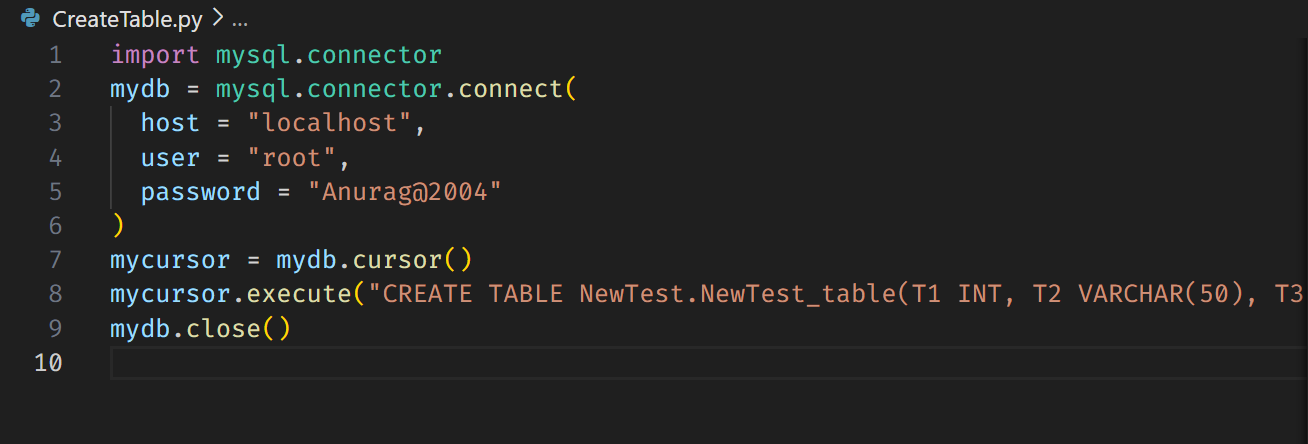 CreateTable.py > ...
1 import mysql.connector
2 mydb = mysql.connector.connect(
3 host = "localhost",
4 user = "root",
5 password = "Anurag@2004"
6 )
7 mycursor = mydb.cursor()
8 mycursor.execute("CREATE TABLE NewTest.NewTest_table(T1 INT, T2 VARCHAR(50), T3
9 mydb.close()
10